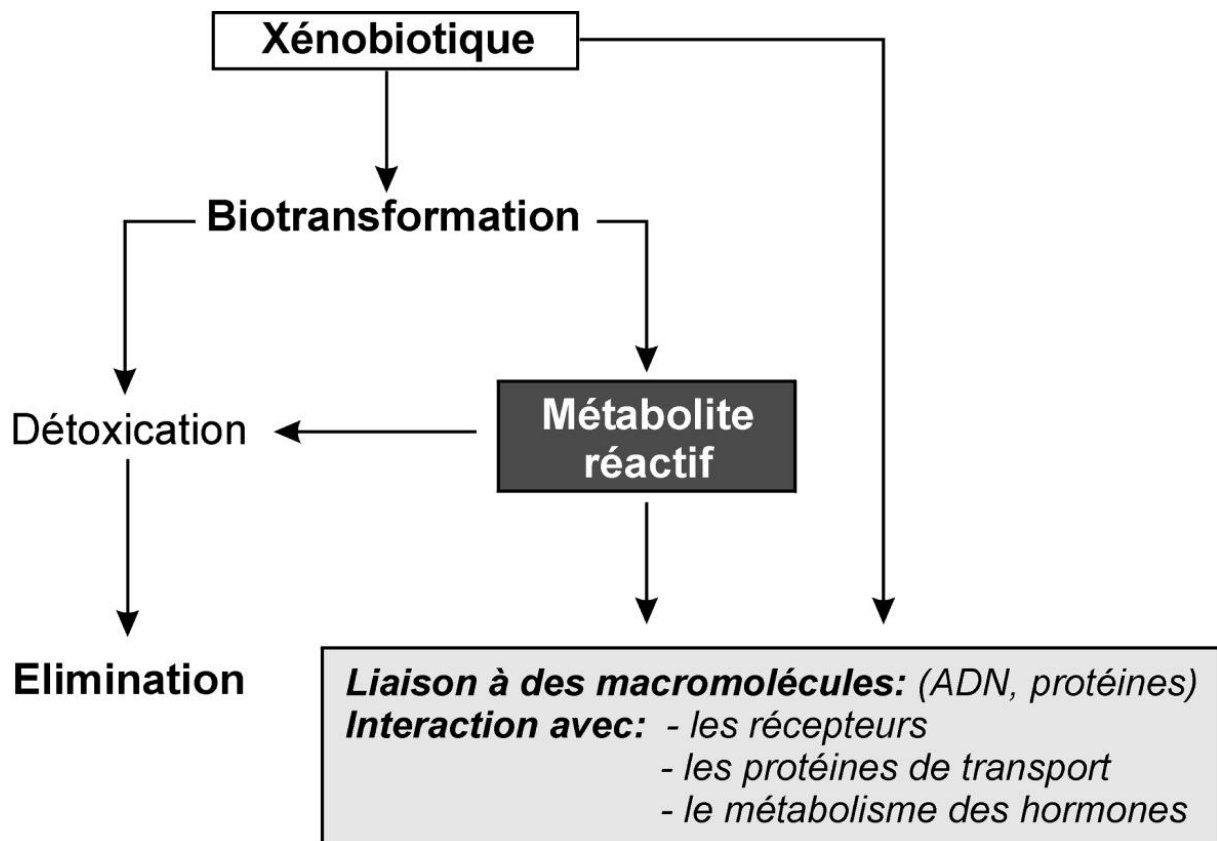 Xénobiotique
Biotransformation
Détoxication
Métabolite
réactif
Elimination
Liaison à des macromolécules: (ADN, protéines)
Interaction avec: - les récepteurs
- les protéines de transport
- le métabolisme des hormones